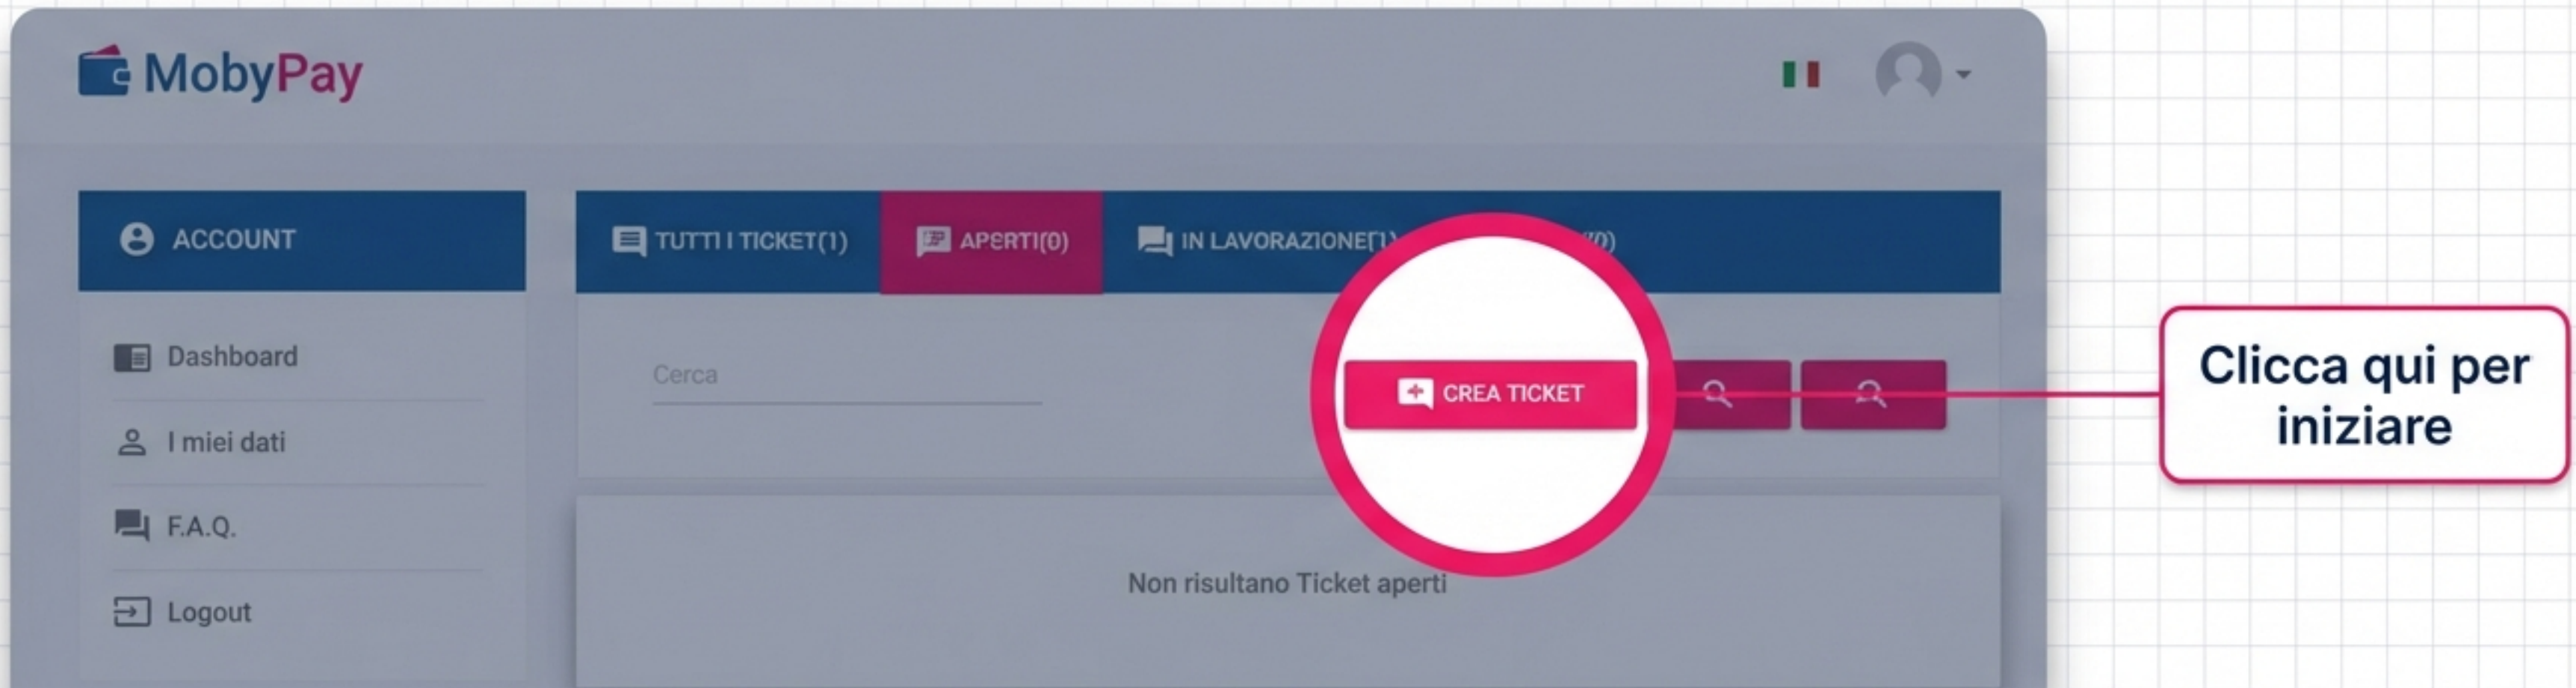 MobyPay
ACCOUNT
TUTTI I TICKET(1)
APERTI(0)
IN LAVORAZIONE[1)
Cerca
CREA TICKET
Clicca qui per
iniziare
Dashboard
I miei dati
F.A.Q.
Logout
Non risultano Ticket aperti